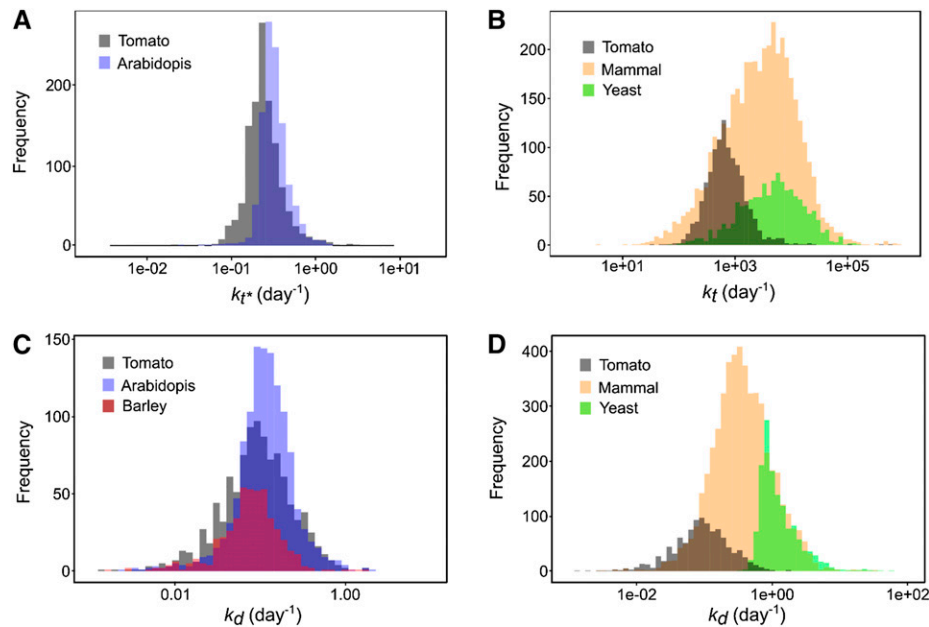 A
Tomato
Arabidopis
Frequency
200
100
0
1e-02 1e-01 1e+00 1e+01
kt* (day-1)
B
Tomato
Mammal
Yeast
Frequency
200
150
100
50
0
1e+01 1e+03 1e+05
kt (day-1)
C
Tomato
Arabidopis
Barley
Frequency
150
100
50
0
0.01 1.00
kd (day-1)
D
Tomato
Mammal
Yeast
Frequency
400
300
200
100
0
1e-02 1e+00 1e+02
kd (day-1)